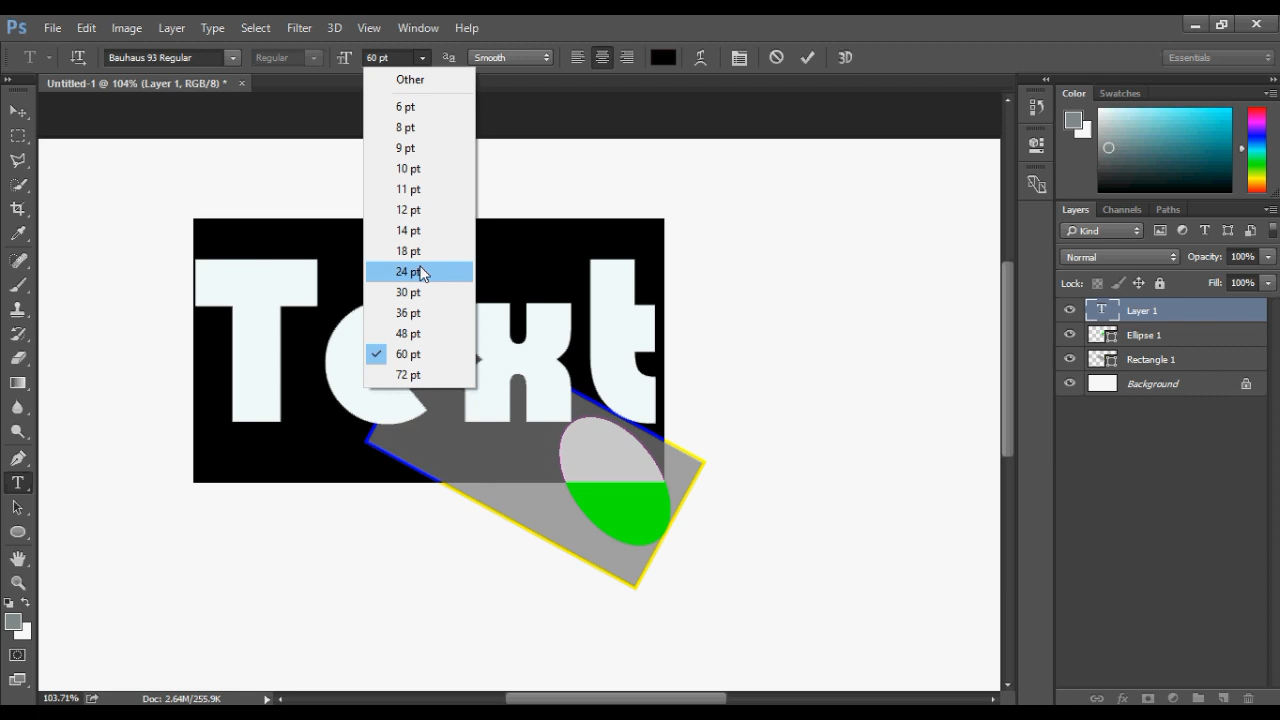 Ps File Edit Image Layer Type Select Filter 3D View Window Help
T Bauhaus 93 Regular Regular 60 pt aa Smooth 3D Essentials
Untitled-1 @ 104% (Layer 1, RGB/8) *
Other
6 pt
8 pt
9 pt
10 pt
11 pt
12 pt
14 pt
18 pt
24 pt
30 pt
36 pt
48 pt
60 pt
72 pt
Text
Color Swatches
Layers Channels Paths
Kind
Normal Opacity: 100%
Lock: Fill: 100%
T Layer 1
Ellipse 1
Rectangle 1
Background
103.71% Doc: 2.64M/255.9K
fx